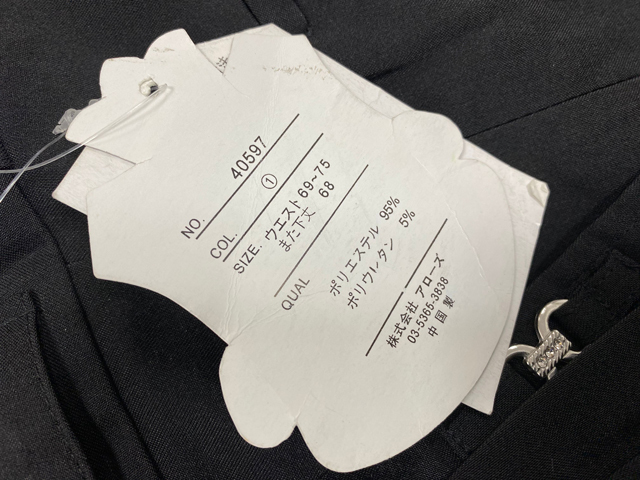 NO. 40597
COL. ①
SIZE. ウエスト 69~75
また下丈 68
QUAL
ポリエステル 95%
ポリウレタン 5%
株式会社 アローズ
03-5365-3838
中国製